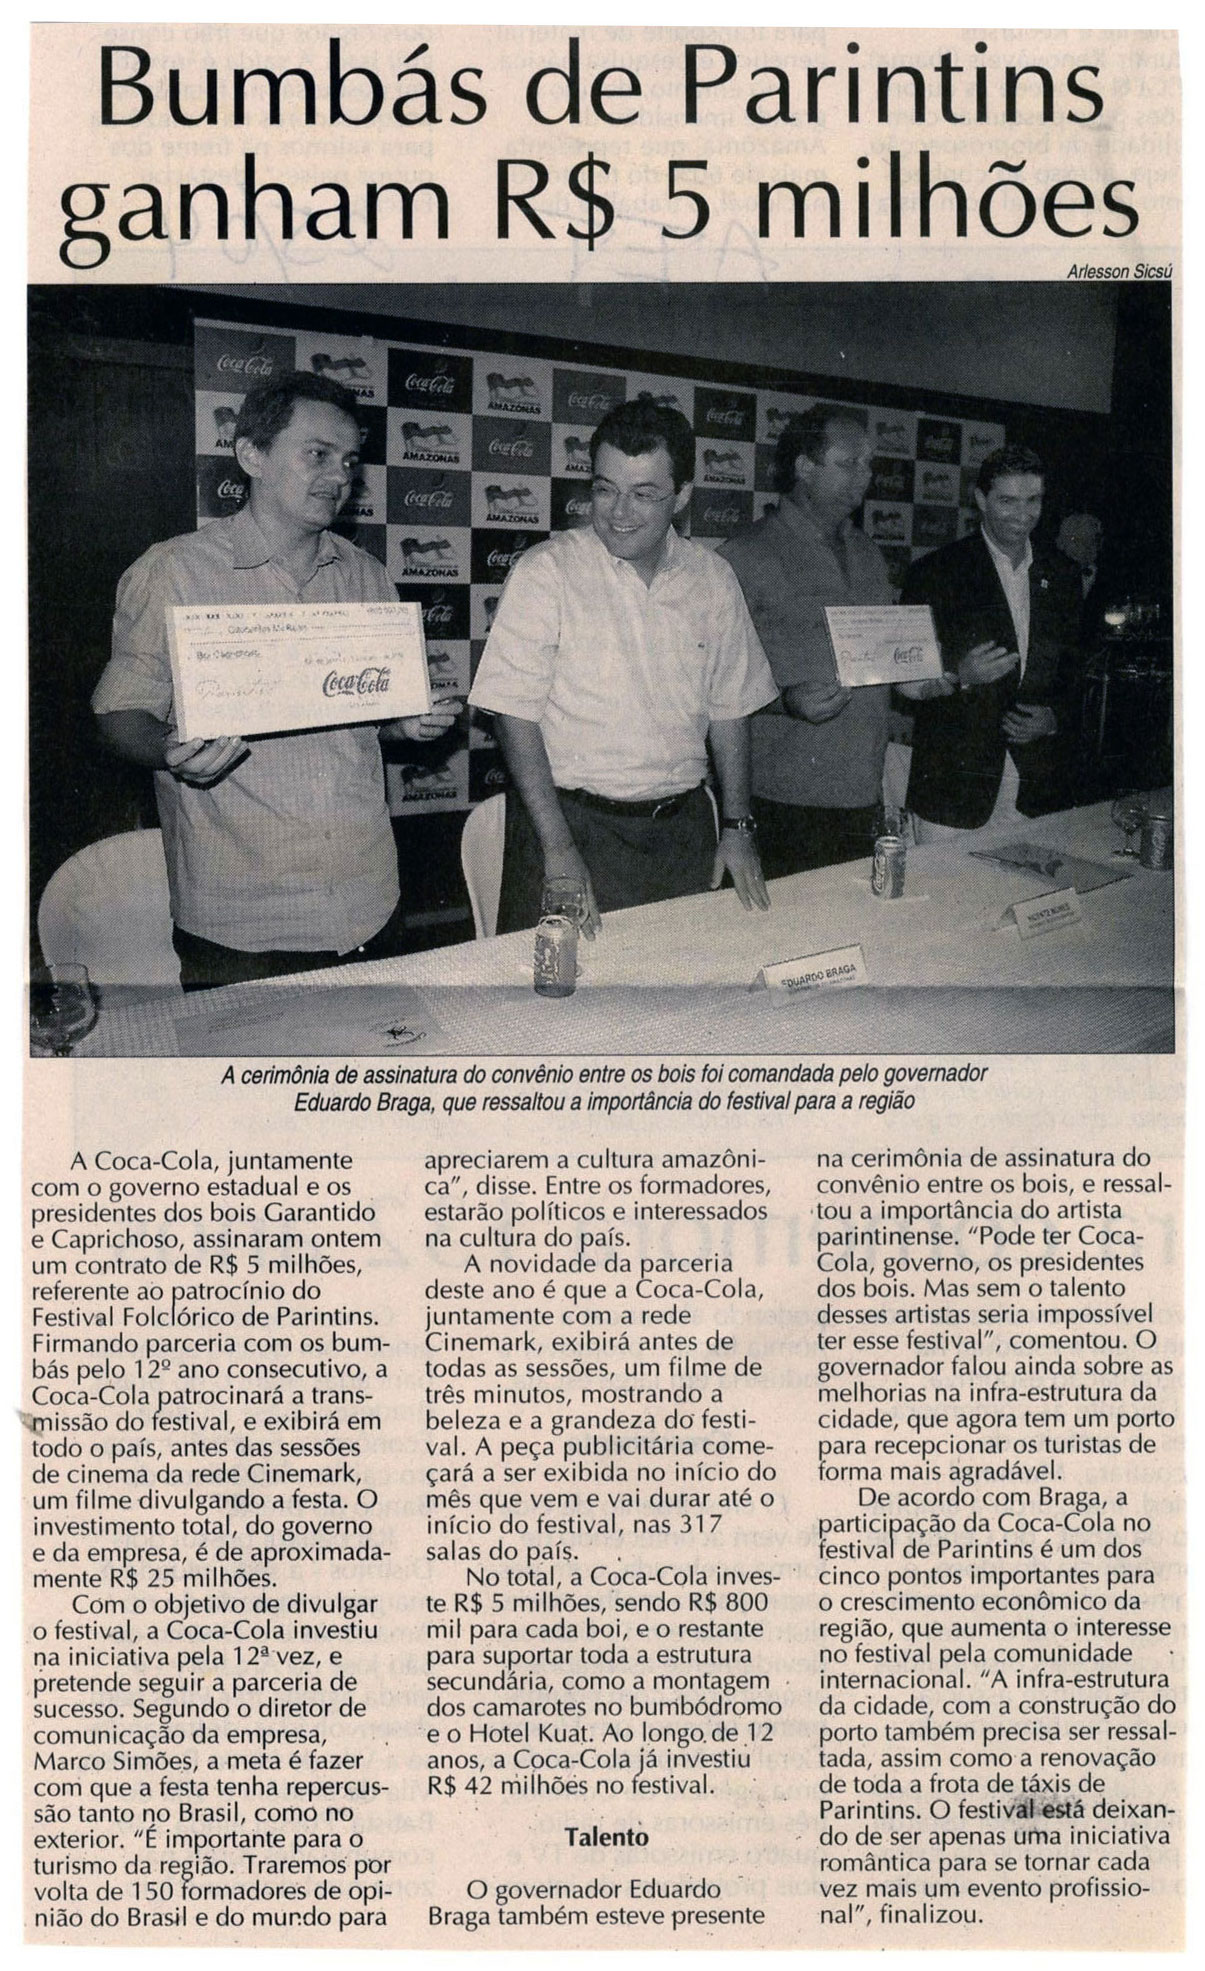 Bumbás de Parintins
ganham R$ 5 milhões
Arlesson Sicsú
Coca-Cola
AMAZONAS
Coca-Cola
EDUARDO BRAGA
A cerimônia de assinatura do convênio entre os bois foi comandada pelo governador
Eduardo Braga, que ressaltou a importância do festival para a região
A Coca-Cola, juntamente
com o governo estadual e os
presidentes dos bois Garantido
e Caprichoso, assinaram ontem
um contrato de R$ 5 milhões,
referente ao patrocínio do
Festival Folclórico de Parintins.
Firmando parceria com os bum-
bás pelo 12º ano consecutivo, a
Coca-Cola patrocinará a trans-
missão do festival, e exibirá em
todo o país, antes das sessões
de cinema da rede Cinemark,
um filme divulgando a festa. O
investimento total, do governo
e da empresa, é de aproximada-
mente R$ 25 milhões.
Com o objetivo de divulgar
o festival, a Coca-Cola investiu
na iniciativa pela 12ª vez, e
pretende seguir a parceria de
sucesso. Segundo o diretor de
comunicação da empresa,
Marco Simões, a meta é fazer
com que a festa tenha repercus-
são tanto no Brasil, como no
exterior. “É importante para o
turismo da região. Traremos por
volta de 150 formadores de opi-
nião do Brasil e do mundo para
apreciarem a cultura amazôni-
ca”, disse. Entre os formadores,
estarão políticos e interessados
na cultura do país.
A novidade da parceria
deste ano é que a Coca-Cola,
juntamente com a rede
Cinemark, exibirá antes de
todas as sessões, um filme de
três minutos, mostrando a
beleza e a grandeza do festi-
val. A peça publicitária come-
çará a ser exibida no início do
mês que vem e vai durar até o
início do festival, nas 317
salas do país.
No total, a Coca-Cola inves-
te R$ 5 milhões, sendo R$ 800
mil para cada boi, e o restante
para suportar toda a estrutura
secundária, como a montagem
dos camarotes no bumbódromo
e o Hotel Kuat. Ao longo de 12
anos, a Coca-Cola já investiu
R$ 42 milhões no festival.
Talento
O governador Eduardo
Braga também esteve presente
na cerimônia de assinatura do
convênio entre os bois, e ressal-
tou a importância do artista
parintinense. “Pode ter Coca-
Cola, governo, os presidentes
dos bois. Mas sem o talento
desses artistas seria impossível
ter esse festival”, comentou. O
governador falou ainda sobre as
melhorias na infra-estrutura da
cidade, que agora tem um porto
para recepcionar os turistas de
forma mais agradável.
De acordo com Braga, a
participação da Coca-Cola no
festival de Parintins é um dos
cinco pontos importantes para
o crescimento econômico da
região, que aumenta o interesse
no festival pela comunidade
internacional. “A infra-estrutura
da cidade, com a construção do
porto também precisa ser ressal-
tada, assim como a renovação
de toda a frota de táxis de
Parintins. O festival está deixan-
do de ser apenas uma iniciativa
romântica para se tornar cada
vez mais um evento profissio-
nal”, finalizou.